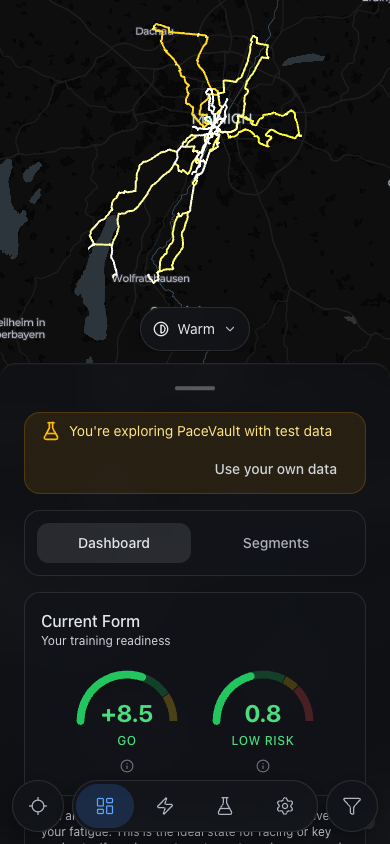 Dachau
Wolfratshausen
eilheim in
erbayern
Warm
You're exploring PaceVault with test data
Use your own data
Dashboard
Segments
Current Form
Your training readiness
+8.5
0.8
GO
LOW RISK
your fatigue. This is the ideal state for racing or key